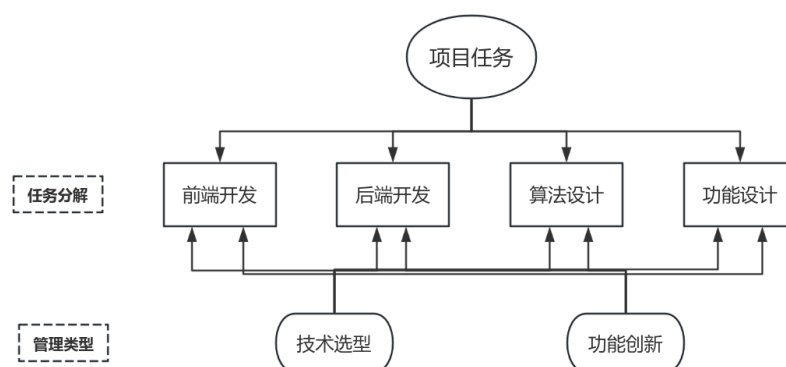 项目任务
任务分解
前端开发
后端开发
算法设计
功能设计
管理类型
技术选型
功能创新